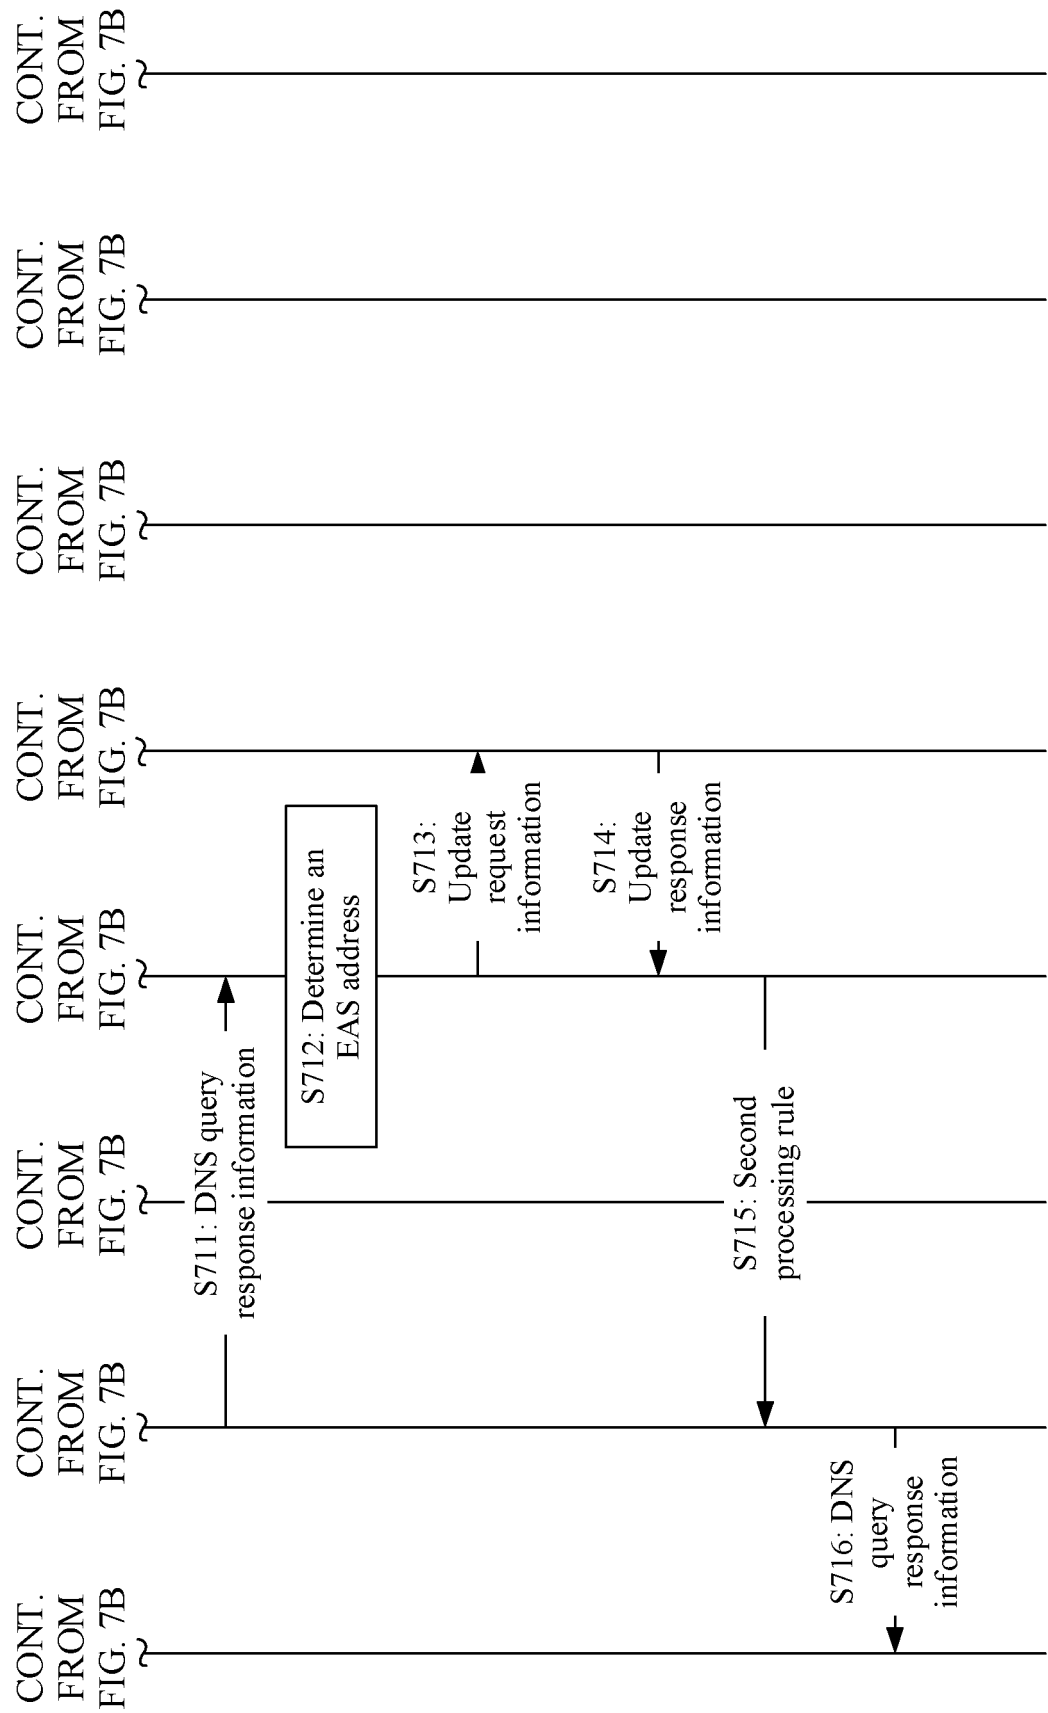 CONT.
FROM
FIG. 7B
CONT.
FROM
FIG. 7B
CONT.
FROM
FIG. 7B
CONT.
FROM
FIG. 7B
CONT.
FROM
FIG. 7B
CONT.
FROM
FIG. 7B
CONT.
FROM
FIG. 7B
CONT.
FROM
FIG. 7B
S711: DNS query
response information
S712: Determine an
EAS address
S713:
Update
request
information
S714:
Update
response
information
S715: Second
processing rule
S716: DNS
query
response
information